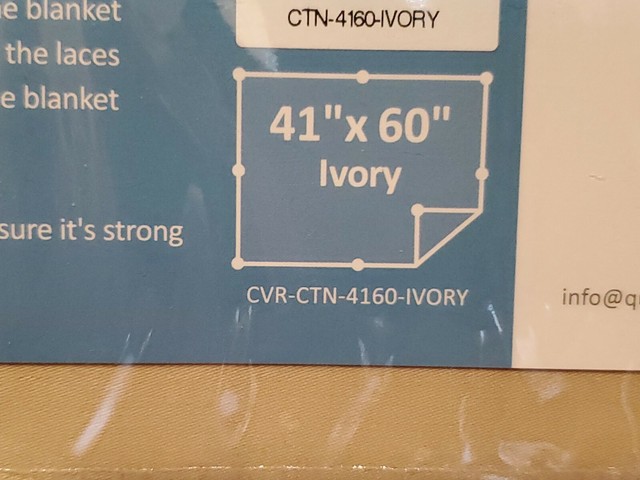 blanket
the laces
blanket
sure it's strong
CTN-4160-IVORY
41"x 60"
Ivory
CVR-CTN-4160-IVORY
info@q